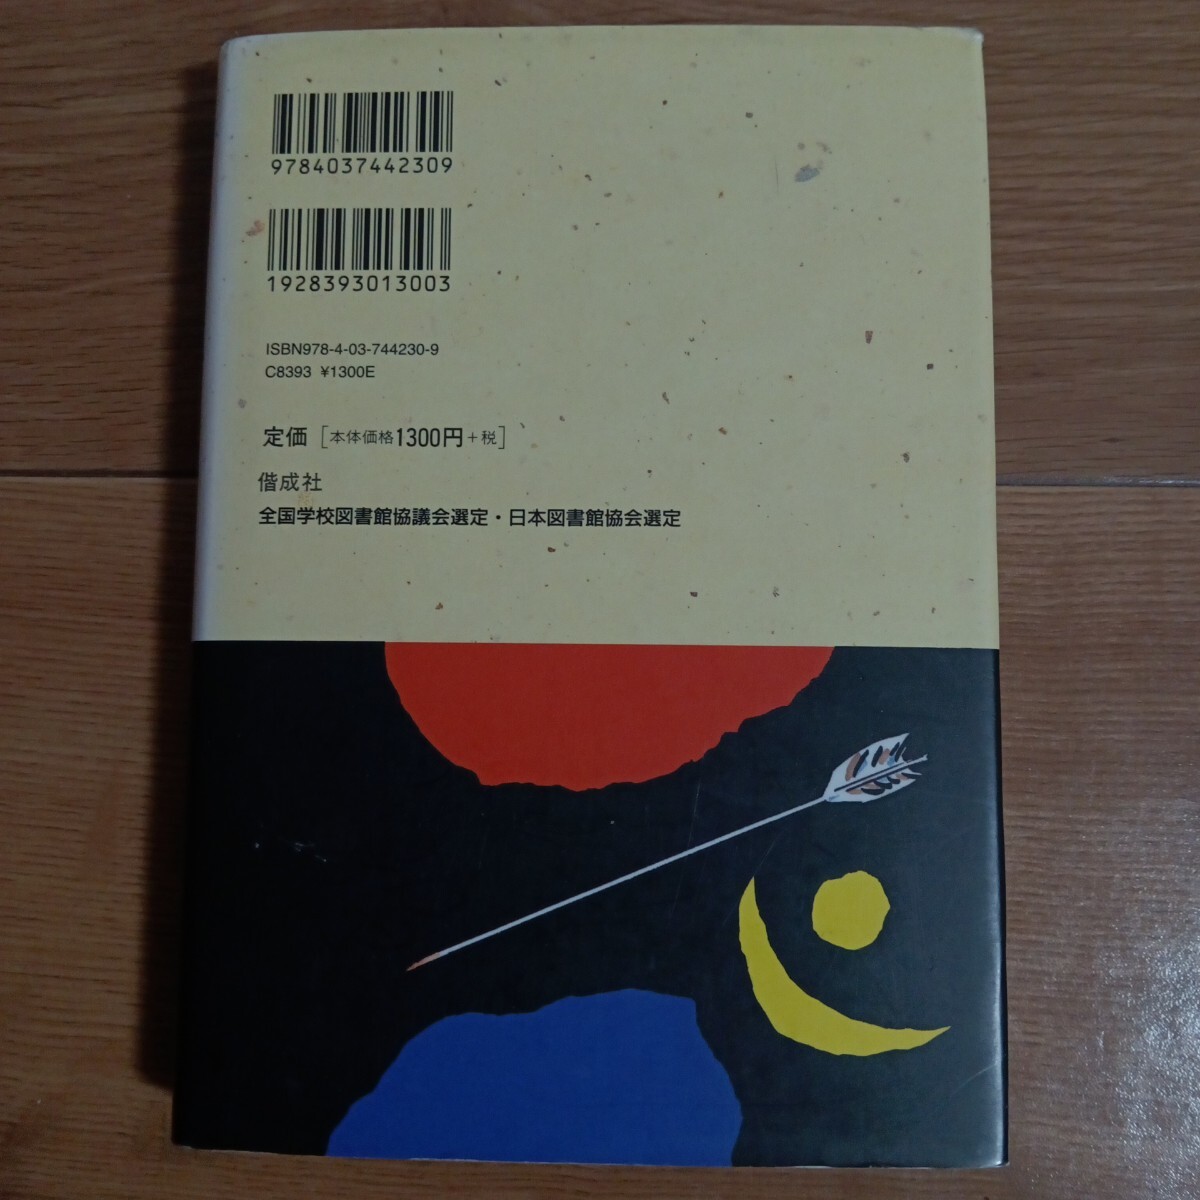 9784037442309
1928393013003
ISBN978-4-03-744230-9
C8393 ¥1300E
定価[本体価格1300円+税]
偕成社
全国学校図書館協議会選定・日本図書館協会選定